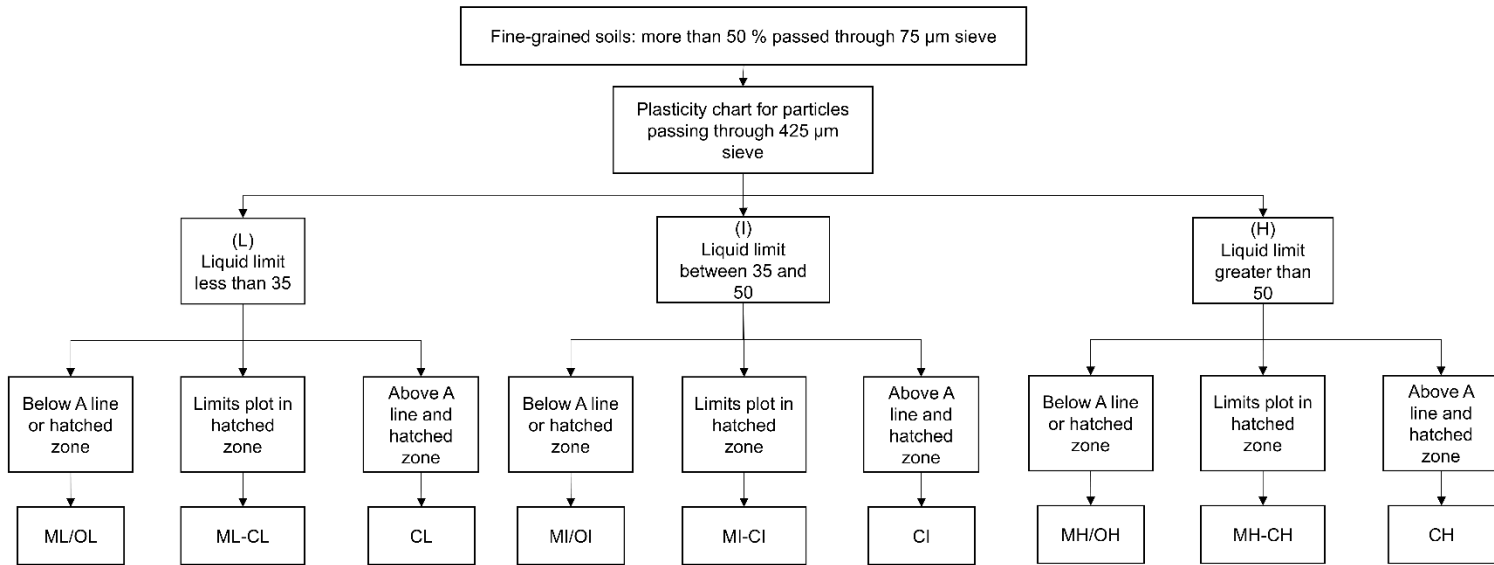 Fine-grained soils: more than 50 % passed through 75 µm sieve
Plasticity chart for particles
passing through 425 µm
sieve
(L)
Liquid limit
less than 35
(I)
Liquid limit
between 35 and
50
(H)
Liquid limit
greater than
50
Below A line
or hatched
zone
Limits plot in
hatched
zone
Above A
line and
hatched
zone
Below A line
or hatched
zone
Limits plot in
hatched
zone
Above A
line and
hatched
zone
Below A line
or hatched
zone
Limits plot in
hatched
zone
Above A
line and
hatched
zone
ML/OL
ML-CL
CL
MI/OI
MI-CI
CI
MH/OH
MH-CH
CH